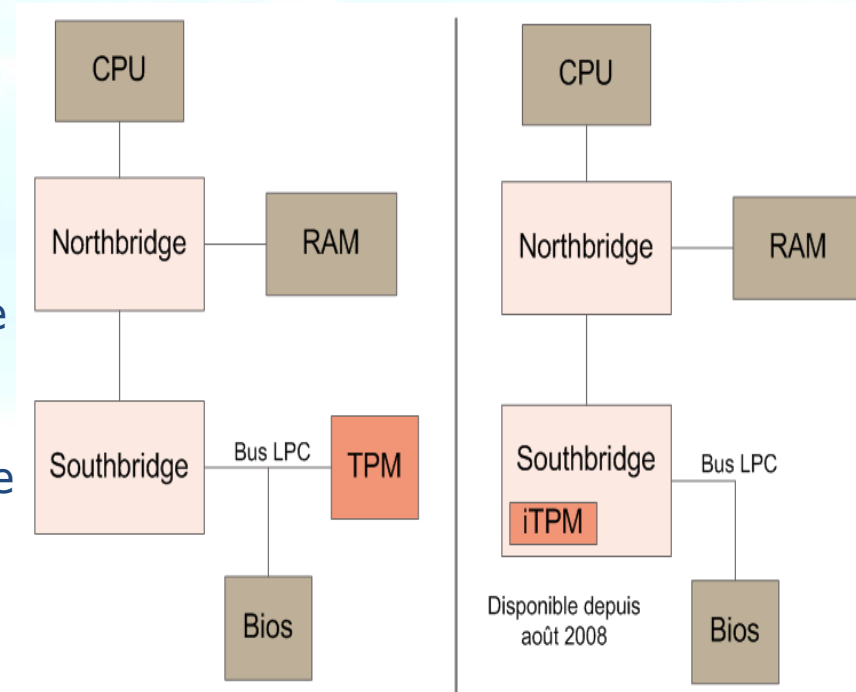 CPU
Northbridge
RAM
Southbridge
Bus LPC
TPM
Bios
CPU
Northbridge
RAM
Southbridge
iTPM
Bus LPC
Disponible depuis
août 2008
Bios